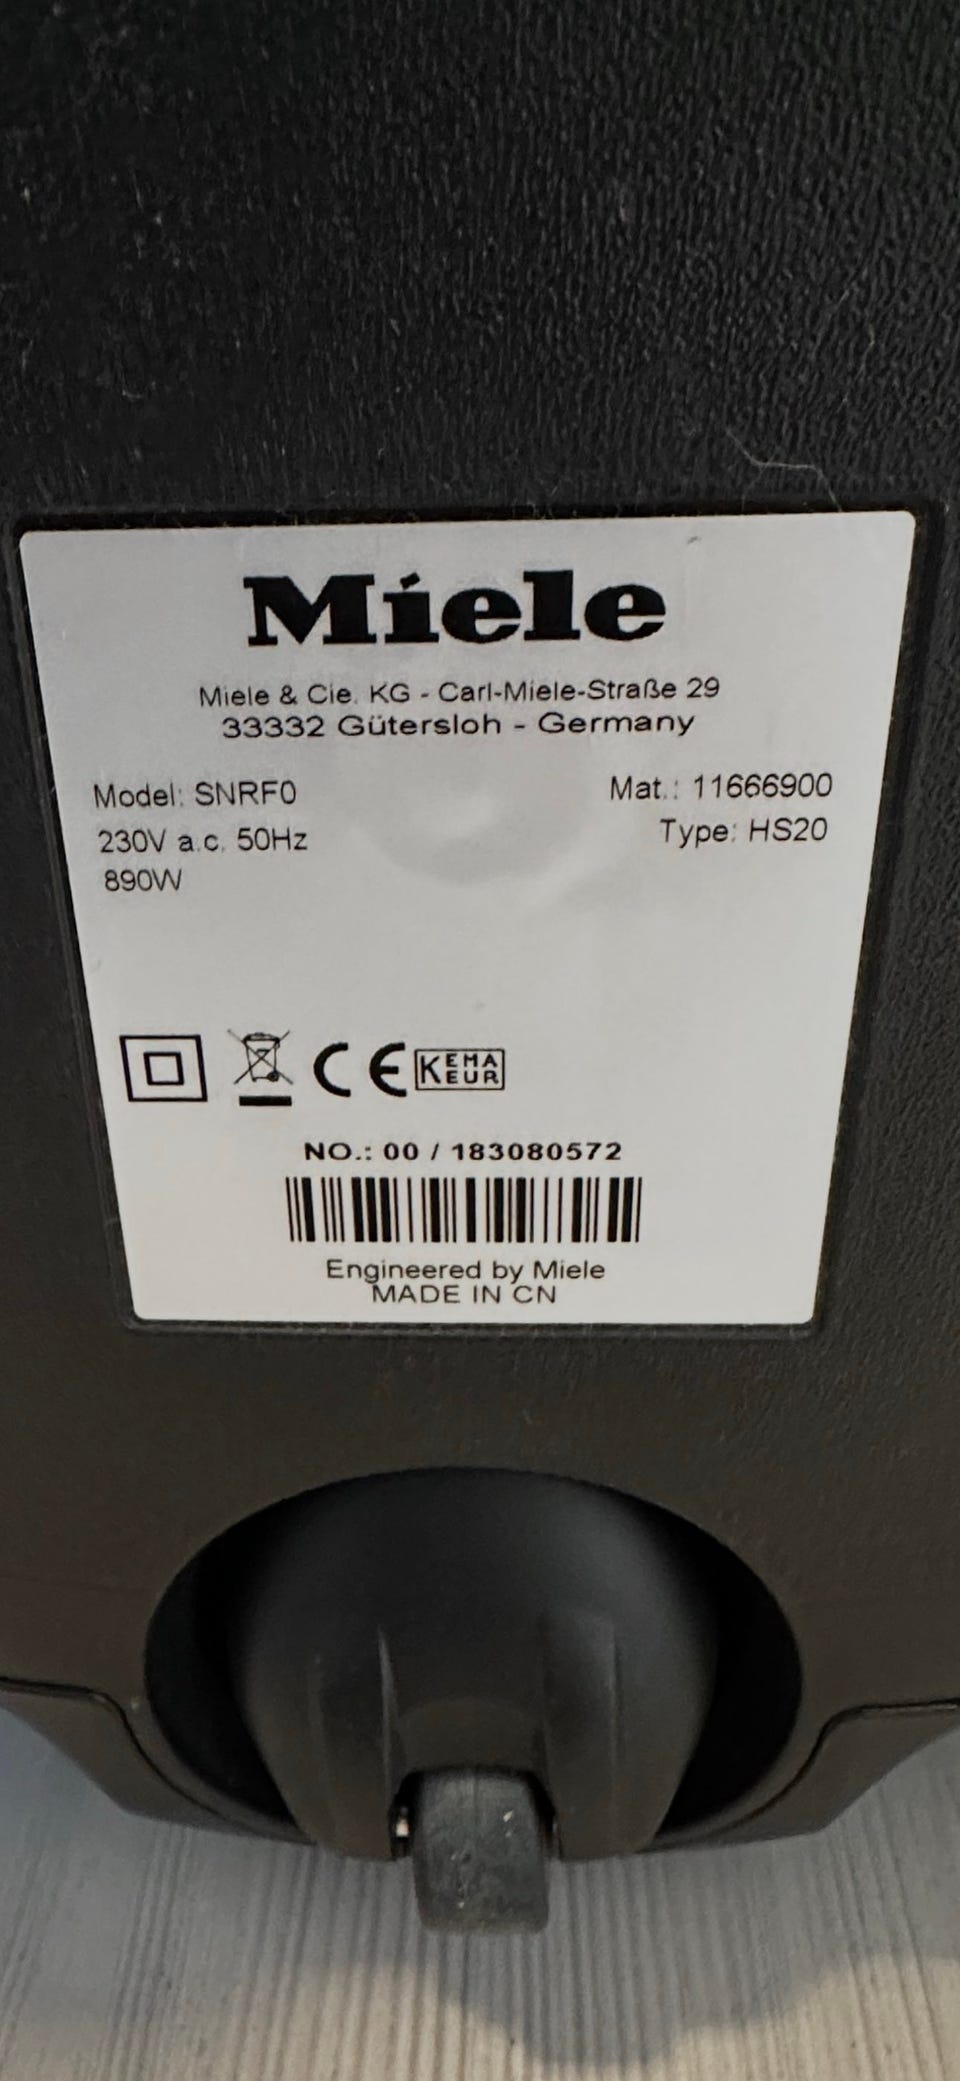 Miele
Miele & Cie. KG - Carl-Miele-Straße 29
33332 Gütersloh - Germany
Model: SNRF0 Mat.: 11666900
230V a.c. 50Hz Type: HS20
890W
CE KEMA KEUR
NO.: 00 / 183080572
Engineered by Miele
MADE IN CN